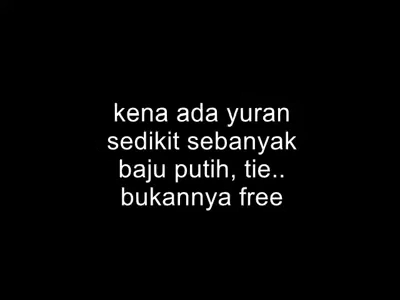 kena ada yuran
sedikit sebanyak
baju putih, tie..
bukannya free